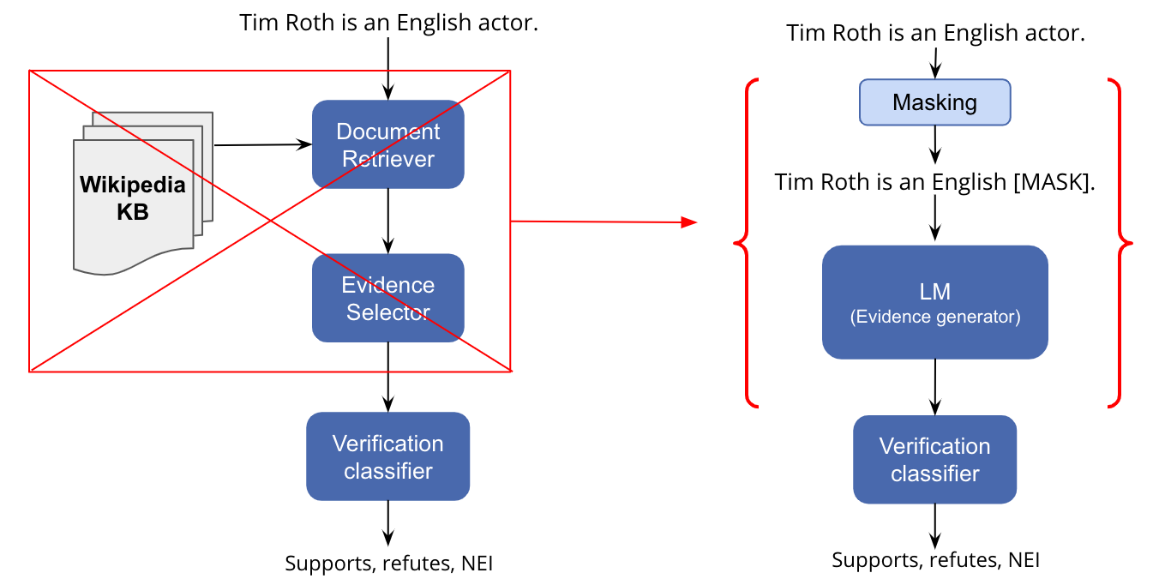 Tim Roth is an English actor.
Wikipedia
KB
Document
Retriever
Evidence
Selector
Verification
classifier
Supports, refutes, NEI
Tim Roth is an English actor.
Masking
Tim Roth is an English [MASK].
LM
(Evidence generator)
Verification
classifier
Supports, refutes, NEI